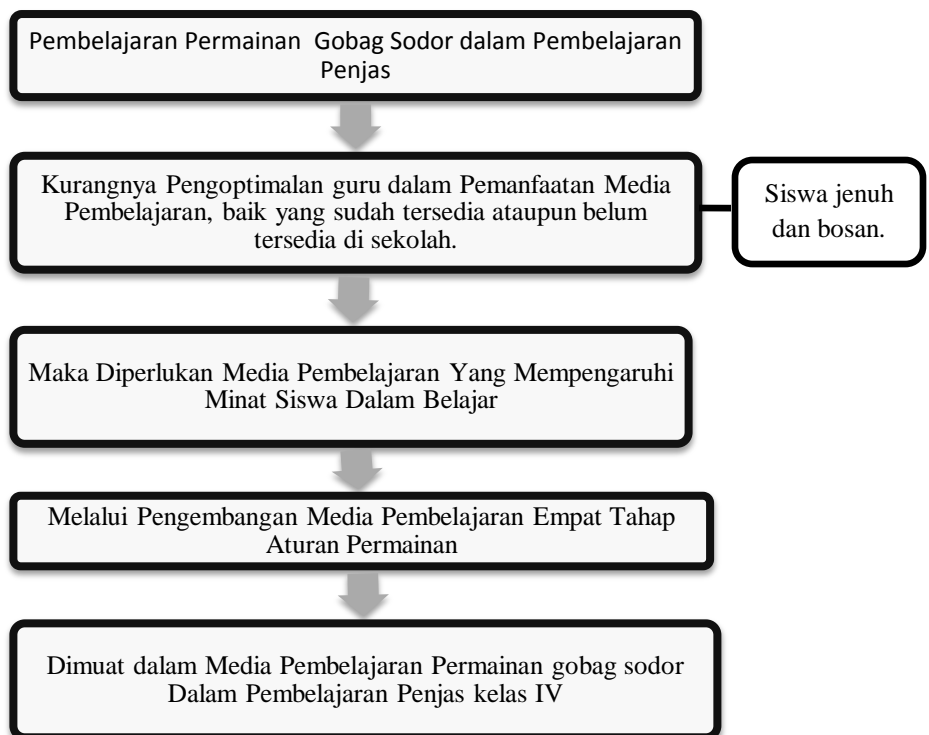 Pembelajaran Permainan Gobag Sodor dalam Pembelajaran
Penjas
Kurangnya Pengoptimalan guru dalam Pemanfaatan Media
Pembelajaran, baik yang sudah tersedia ataupun belum
tersedia di sekolah.
Siswa jenuh
dan bosan.
Maka Diperlukan Media Pembelajaran Yang Mempengaruhi
Minat Siswa Dalam Belajar
Melalui Pengembangan Media Pembelajaran Empat Tahap
Aturan Permainan
Dimuat dalam Media Pembelajaran Permainan gobag sodor
Dalam Pembelajaran Penjas kelas IV